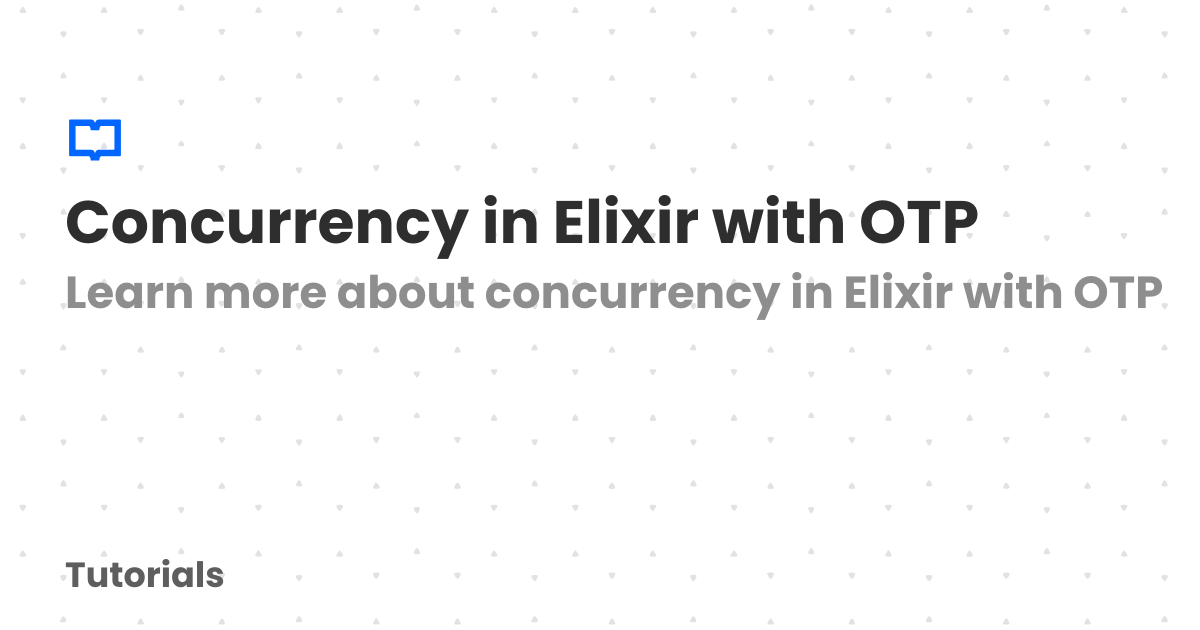 Concurrency in Elixir with OTP
Learn more about concurrency in Elixir with OTP
Tutorials